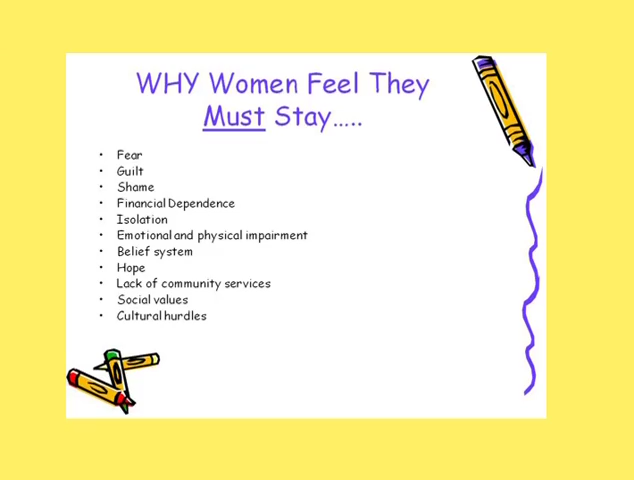 WHY Women Feel They
Must Stay.....
• Fear
• Guilt
• Shame
• Financial Dependence
• Isolation
• Emotional and physical impairment
• Belief system
• Hope
• Lack of community services
• Social values
• Cultural hurdles